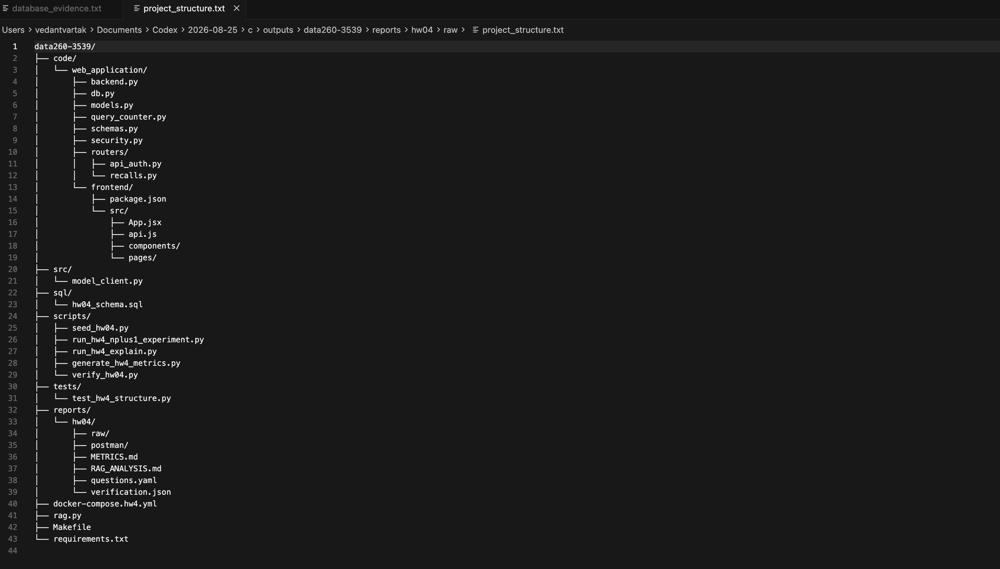 database_evidence.txt project_structure.txt
Users > vedantvartak > Documents > Codex > 2026-08-25 > c > outputs > data260-3539 > reports > hw04 > raw > project_structure.txt
1 data260-3539/
2 ├── code/
3 │   └── web_application/
4 │       ├── backend.py
5 │       ├── db.py
6 │       ├── models.py
7 │       ├── query_counter.py
8 │       ├── schemas.py
9 │       ├── security.py
10 │       ├── routers/
11 │       │   ├── api_auth.py
12 │       │   └── recalls.py
13 │       └── frontend/
14 │           ├── package.json
15 │           └── src/
16 │               ├── App.jsx
17 │               ├── api.js
18 │               ├── components/
19 │               └── pages/
20 ├── src/
21 │   └── model_client.py
22 ├── sql/
23 │   └── hw04_schema.sql
24 ├── scripts/
25 │   ├── seed_hw04.py
26 │   ├── run_hw4_nplus1_experiment.py
27 │   ├── run_hw4_explain.py
28 │   ├── generate_hw4_metrics.py
29 │   └── verify_hw04.py
30 ├── tests/
31 │   └── test_hw4_structure.py
32 ├── reports/
33 │   └── hw04/
34 │       ├── raw/
35 │       ├── postman/
36 │       ├── METRICS.md
37 │       ├── RAG_ANALYSIS.md
38 │       ├── questions.yaml
39 │       └── verification.json
40 ├── docker-compose.hw4.yml
41 ├── rag.py
42 ├── Makefile
43 └── requirements.txt
44